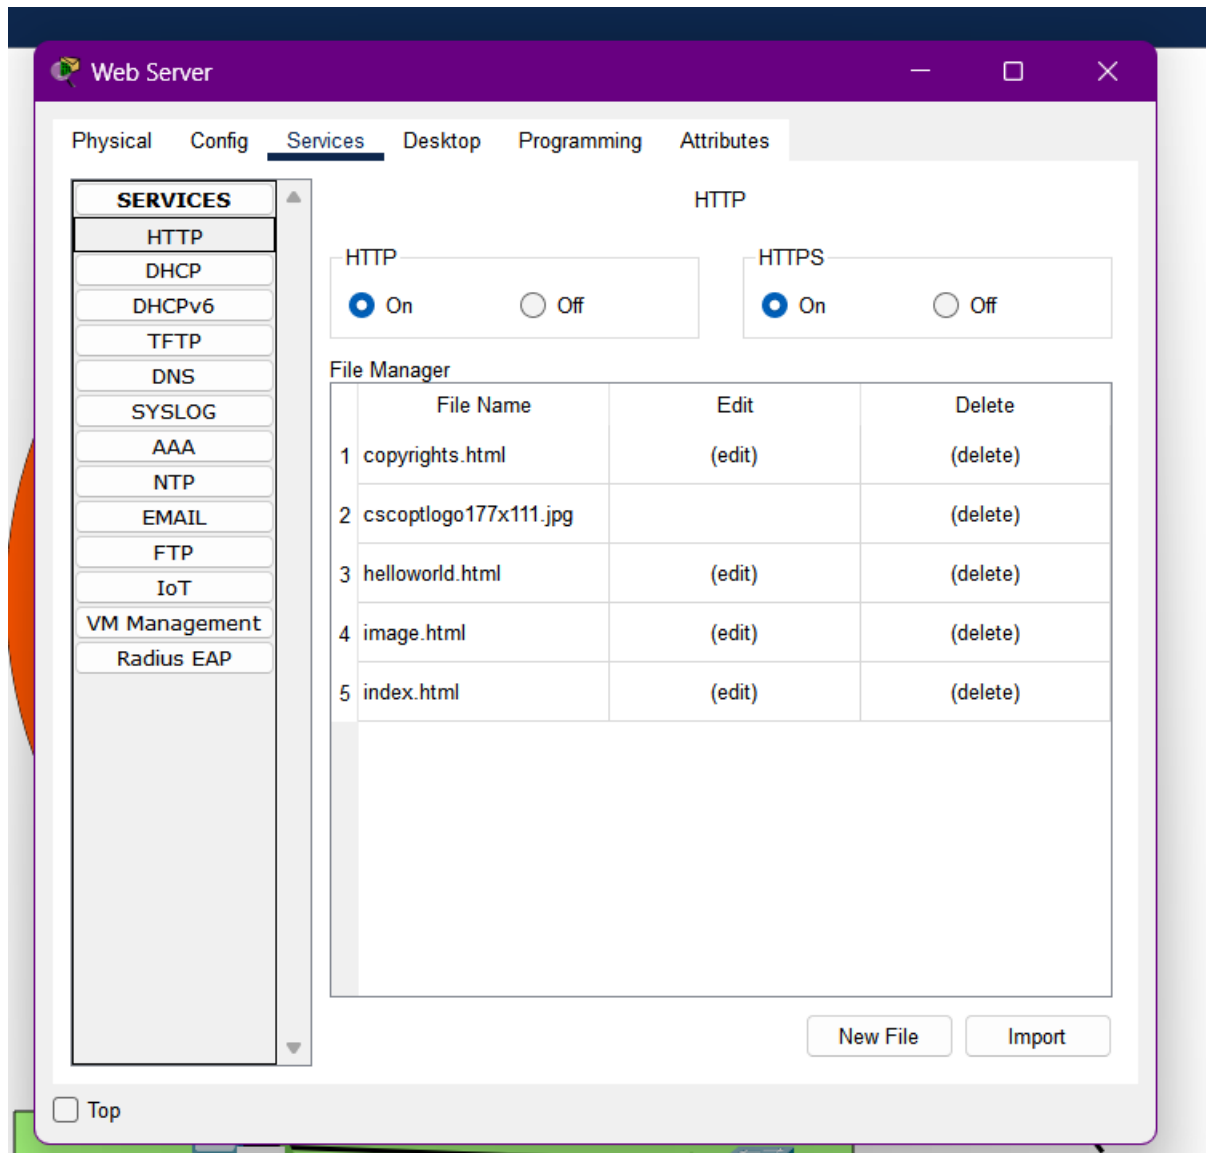 Web Server
Physical Config Services Desktop Programming Attributes
SERVICES
HTTP
DHCP
DHCPv6
TFTP
DNS
SYSLOG
AAA
NTP
EMAIL
FTP
IoT
VM Management
Radius EAP
HTTP
HTTP
On Off
HTTPS
On Off
File Manager
File Name Edit Delete
1 copyrights.html (edit) (delete)
2 cscoptlogo177x111.jpg (delete)
3 helloworld.html (edit) (delete)
4 image.html (edit) (delete)
5 index.html (edit) (delete)
New File Import
Top